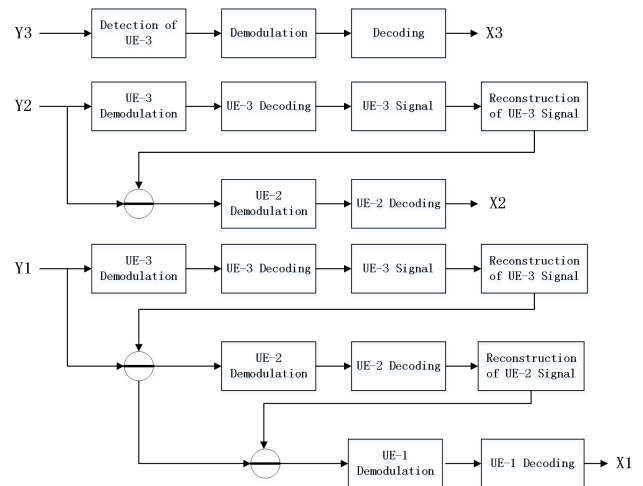 Y3
Detection of
UE-3
Demodulation
Decoding
X3
Y2
UE-3
Demodulation
UE-3 Decoding
UE-3 Signal
Reconstruction
of UE-3 Signal
UE-2
Demodulation
UE-2 Decoding
X2
Y1
UE-3
Demodulation
UE-3 Decoding
UE-3 Signal
Reconstruction
of UE-3 Signal
UE-2
Demodulation
UE-2 Decoding
Reconstruction
of UE-2 Signal
UE-1
Demodulation
UE-1 Decoding
X1